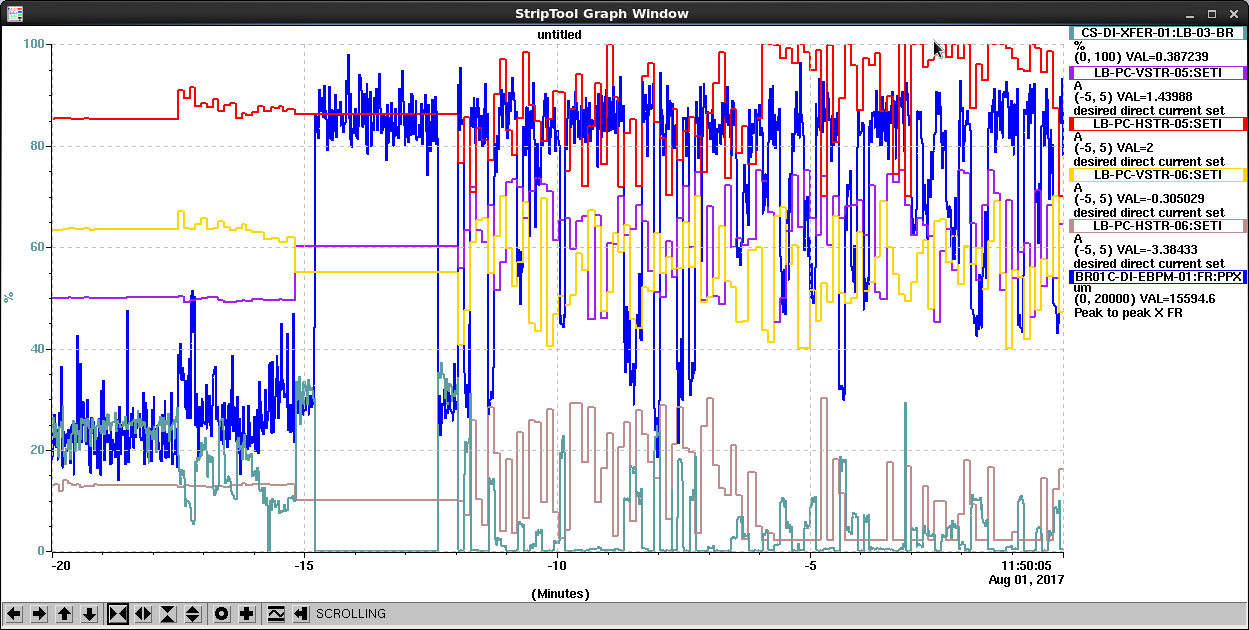 StripTool Graph Window
untitled
100
80
60
40
20
0
%
-20
-15
-10
-5
11:50:05
Aug 01, 2017
(Minutes)
CS-DI-XFER-01:LB-03-BR
%
(0, 100) VAL=0.387239
LB-PC-VSTR-05:SETI
A
(-5, 5) VAL=1.43988
desired direct current set
LB-PC-HSTR-05:SETI
A
(-5, 5) VAL=2
desired direct current set
LB-PC-VSTR-06:SETI
A
(-5, 5) VAL=-0.305029
desired direct current set
LB-PC-HSTR-06:SETI
A
(-5, 5) VAL=-3.38433
desired direct current set
BR01C-DI-EBPM-01:FR:PPX
um
(0, 20000) VAL=15594.6
Peak to peak X FR
SCROLLING